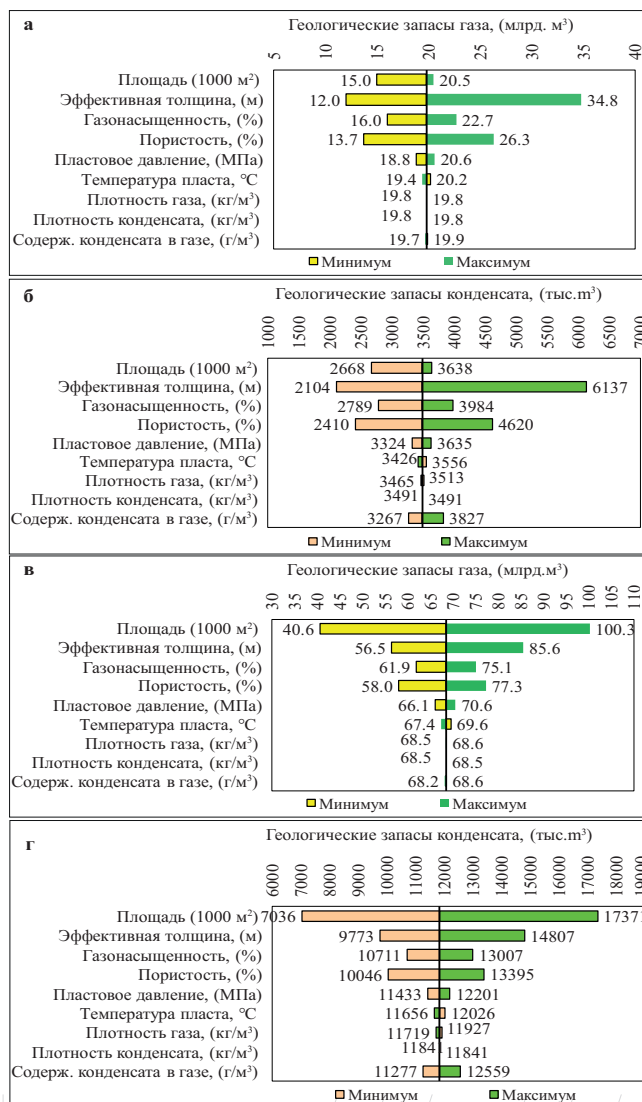 а
Геологические запасы газа, (млрд. м³)
5 10 15 20 25 30 35 40
Площадь (1000 м²) 15.0 20.5
Эффективная толщина, (м) 12.0 34.8
Газонасыщенность, (%) 16.0 22.7
Пористость, (%) 13.7 26.3
Пластовое давление, (МПа) 18.8 20.6
Температура пласта, °С 19.4 20.2
Плотность газа, (кг/м³) 19.8 19.8
Плотность конденсата, (кг/м³) 19.8 19.8
Содерж. конденсата в газе, (г/м³) 19.7 19.9
Минимум Максимум
б
Геологические запасы конденсата, (тыс.m³)
1000 1500 2000 2500 3000 3500 4000 4500 5000 5500 6000 6500 7000
Площадь (1000 м²) 2668 3638
Эффективная толщина, (м) 2104 6137
Газонасыщенность, (%) 2789 3984
Пористость, (%) 2410 4620
Пластовое давление, (МПа) 3324 3635
Температура пласта, °С 3426 3556
Плотность газа, (кг/м³) 3465 3513
Плотность конденсата, (кг/м³) 3491 3491
Содерж. конденсата в газе, (г/м³) 3267 3827
Минимум Максимум
в
Геологические запасы газа, (млрд.м³)
30 35 40 45 50 55 60 65 70 75 80 85 90 95 100 105 110
Площадь (1000 м²) 40.6 100.3
Эффективная толщина, (м) 56.5 85.6
Газонасыщенность, (%) 61.9 75.1
Пористость, (%) 58.0 77.3
Пластовое давление, (МПа) 66.1 70.6
Температура пласта, °С 67.4 69.6
Плотность газа, (кг/м³) 68.5 68.6
Плотность конденсата, (кг/м³) 68.5 68.5
Содерж. конденсата в газе, (г/м³) 68.2 68.6
Минимум Максимум
г
Геологические запасы конденсата, (тыс.m³)
6000 7000 8000 9000 10000 11000 12000 13000 14000 15000 16000 17000 18000
Площадь (1000 м²) 7036 17371
Эффективная толщина, (м) 9773 14807
Газонасыщенность, (%) 10711 13007
Пористость, (%) 10046 13395
Пластовое давление, (МПа) 11433 12201
Температура пласта, °С 11656 12026
Плотность газа, (кг/м³) 11719 11927
Плотность конденсата, (кг/м³) 11841 11841
Содерж. конденсата в газе, (г/м³) 11277 12559
Минимум Максимум